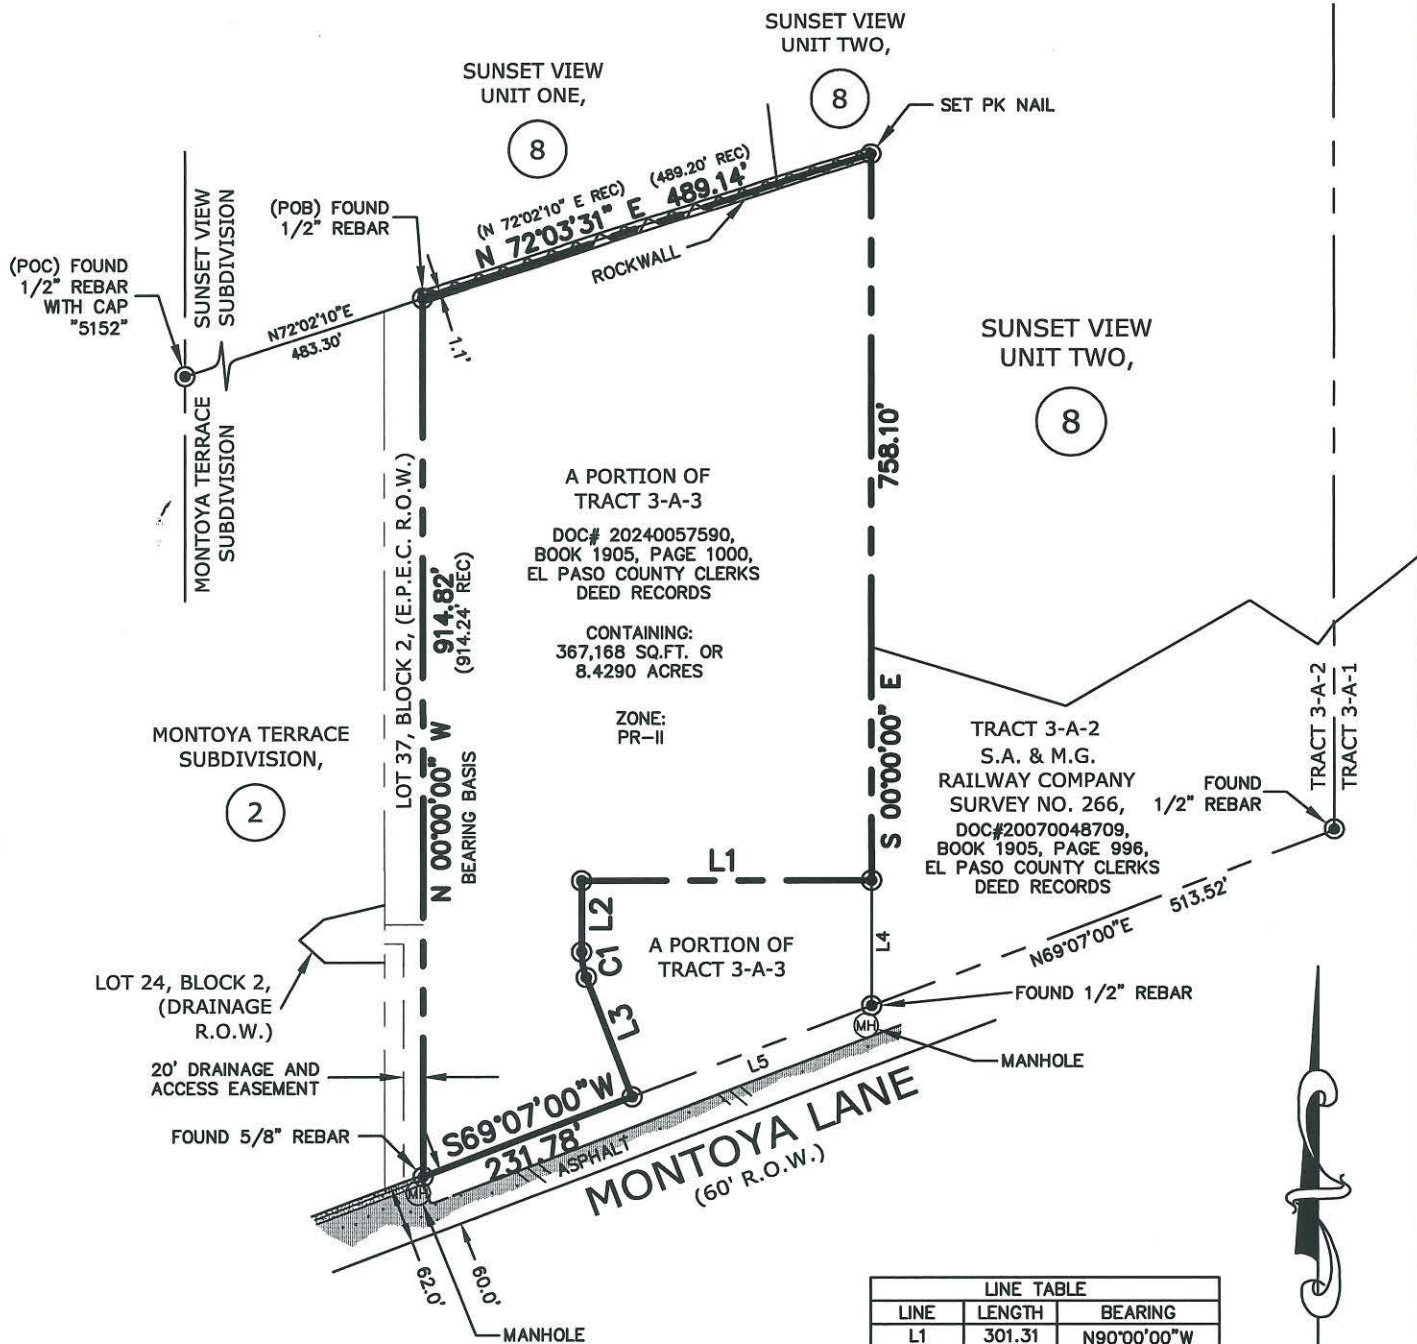 SUNSET VIEW
UNIT TWO,
8
SUNSET VIEW
UNIT ONE,
8
SET PK NAIL
(POB) FOUND
1/2" REBAR
(N 72°02'10" E REC)
(489.20' REC)
N 72°03'31" E 489.14'
ROCKWALL
(POC) FOUND
1/2" REBAR
WITH CAP
"5152"
SUNSET VIEW
SUBDIVISION
MONTOYA TERRACE
SUBDIVISION
N72°02'10"E
483.30'
1.1'
SUNSET VIEW
UNIT TWO,
8
758.10'
S 00°00'00" E
A PORTION OF
TRACT 3-A-3
DOC# 20240057590,
BOOK 1905, PAGE 1000,
EL PASO COUNTY CLERKS
DEED RECORDS
CONTAINING:
367,168 SQ.FT. OR
8.4290 ACRES
ZONE:
PR-II
LOT 37, BLOCK 2, (E.P.E.C. R.O.W.)
N 00°00'00" W
914.82'
(914.24' REC)
BEARING BASIS
MONTOYA TERRACE
SUBDIVISION,
2
TRACT 3-A-2
S.A. & M.G.
RAILWAY COMPANY
SURVEY NO. 266,
DOC#20070048709,
BOOK 1905, PAGE 996,
EL PASO COUNTY CLERKS
DEED RECORDS
TRACT 3-A-2
TRACT 3-A-1
FOUND
1/2" REBAR
L1
L2
C1
L3
L4
A PORTION OF
TRACT 3-A-3
N69°07'00"E
513.52'
LOT 24, BLOCK 2,
(DRAINAGE
R.O.W.)
FOUND 1/2" REBAR
MH
MANHOLE
20' DRAINAGE AND
ACCESS EASEMENT
L5
FOUND 5/8" REBAR
S69°07'00"W
231.78'
ASPHALT
MONTOYA LANE
(60' R.O.W.)
MH
62.0'
60.0'
MANHOLE
LINE TABLE
LINE LENGTH BEARING
L1 301.31 N90°00'00"W